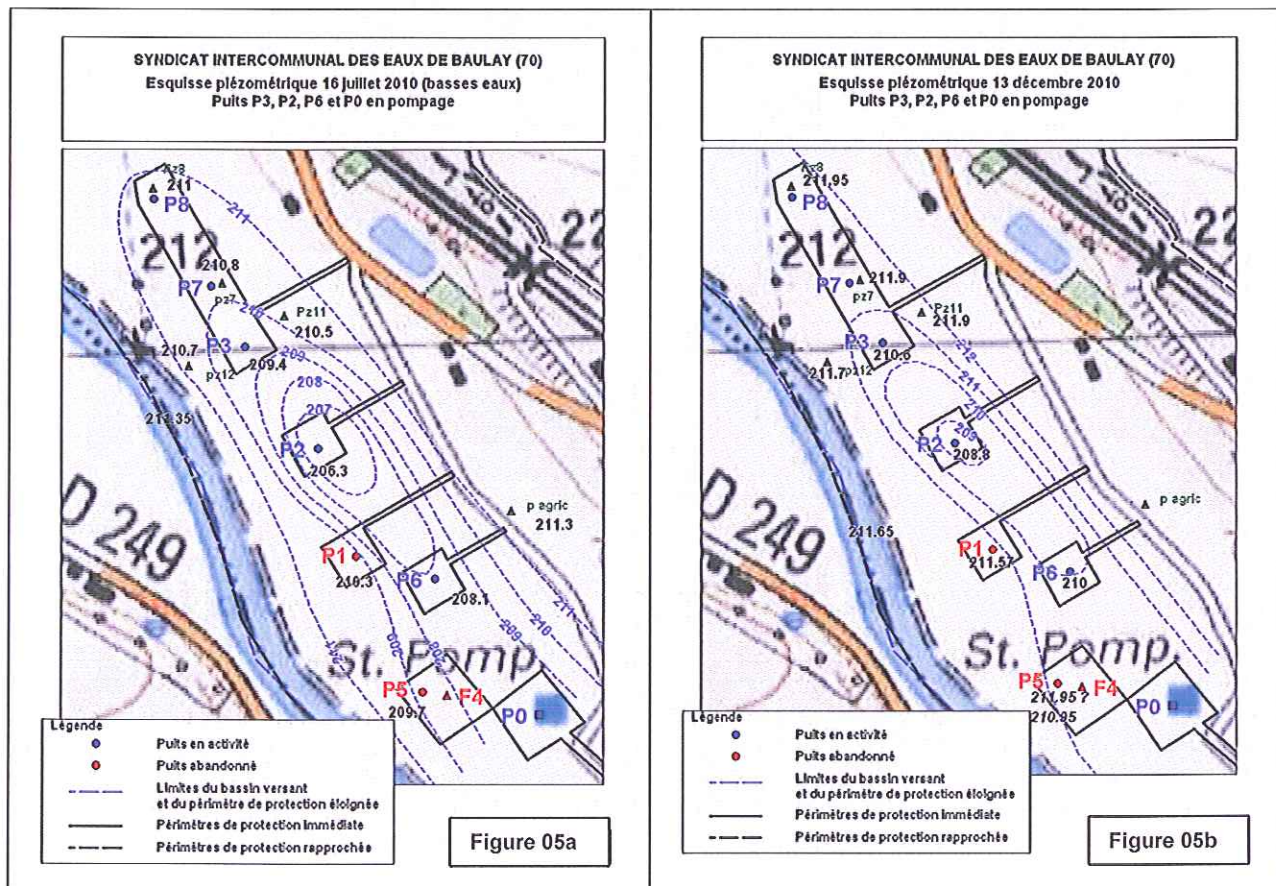 SYNDICAT INTERCOMMUNAL DES EAUX DE BAULAY (70)
Esquisse piézométrique 16 juillet 2010 (basses eaux)
Puits P3, P2, P6 et P0 en pompage
211
P8
211
212
210.8
P7
pz7
210
Pz11
210.5
P3
210.7
209.4
209
pz12
208
207
211.35
P2
206.3
p agric
211.3
D 249
P1
210.3
P6
208.1
211
210
209
St. Pomp.
211
209
208
P5
F4
209.7
P0
Légende
Puits en activité
Puits abandonné
Limites du bassin versant
et du périmètre de protection éloignée
Périmètres de protection immédiate
Périmètres de protection rapprochée
Figure 05a
SYNDICAT INTERCOMMUNAL DES EAUX DE BAULAY (70)
Esquisse piézométrique 13 décembre 2010
Puits P3, P2, P6 et P0 en pompage
211,95
P8
212
P7
211.9
pz7
Pz11
211.9
P3
210.6
212
211.7
pz12
211
210
209
P2
208.8
p agric
211.65
D 249
P1
211.57
P6
210
St. Pomp.
P5
F4
211.95 ?
210.95
P0
Légende
Puits en activité
Puits abandonné
Limites du bassin versant
et du périmètre de protection éloignée
Périmètres de protection immédiate
Périmètres de protection rapprochée
Figure 05b